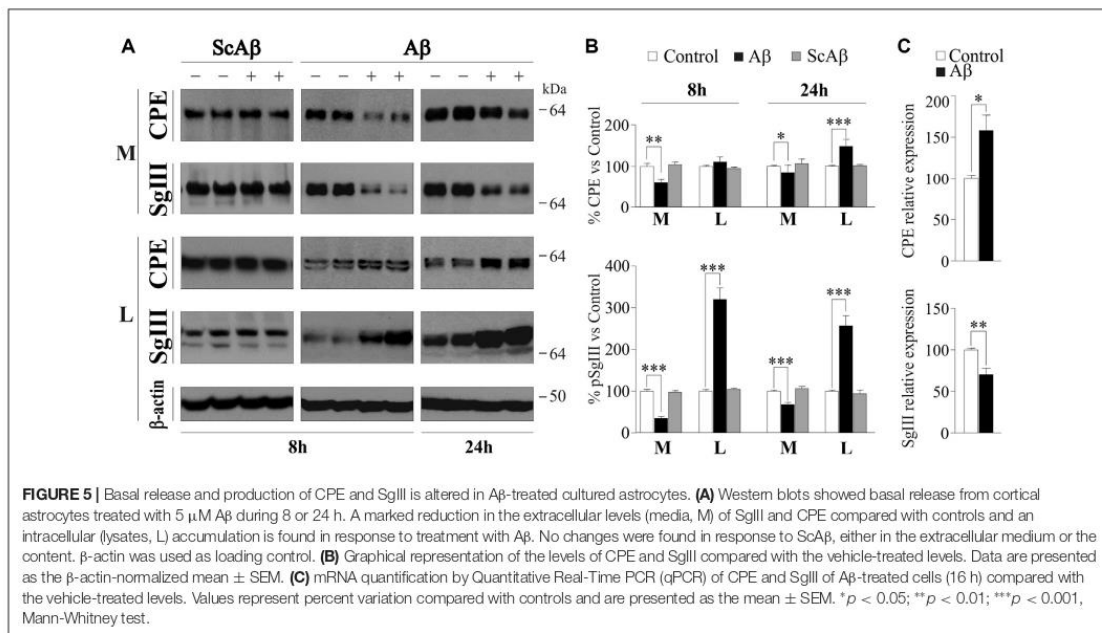 A
ScAβ
Aβ
− − + + − − + + − − + +
kDa
M
CPE
−64
SgIII
−64
L
CPE
−64
SgIII
−64
β-actin
−50
8h
24h
B
Control Aβ ScAβ
8h 24h
% CPE vs Control
200
100
0
** * ***
M L M L
% pSgIII vs Control
400
300
200
100
0
*** *** *** ***
M L M L
C
Control
Aβ
CPE relative expression
200
150
100
50
0
*
SgIII relative expression
150
100
50
0
**
FIGURE 5 | Basal release and production of CPE and SgIII is altered in Aβ-treated cultured astrocytes. (A) Western blots showed basal release from cortical
astrocytes treated with 5 μM Aβ during 8 or 24 h. A marked reduction in the extracellular levels (media, M) of SgIII and CPE compared with controls and an
intracellular (lysates, L) accumulation is found in response to treatment with Aβ. No changes were found in response to ScAβ, either in the extracellular medium or the
content. β-actin was used as loading control. (B) Graphical representation of the levels of CPE and SgIII compared with the vehicle-treated levels. Data are presented
as the β-actin-normalized mean ± SEM. (C) mRNA quantification by Quantitative Real-Time PCR (qPCR) of CPE and SgIII of Aβ-treated cells (16 h) compared with
the vehicle-treated levels. Values represent percent variation compared with controls and are presented as the mean ± SEM. *p < 0.05; **p < 0.01; ***p < 0.001,
Mann-Whitney test.